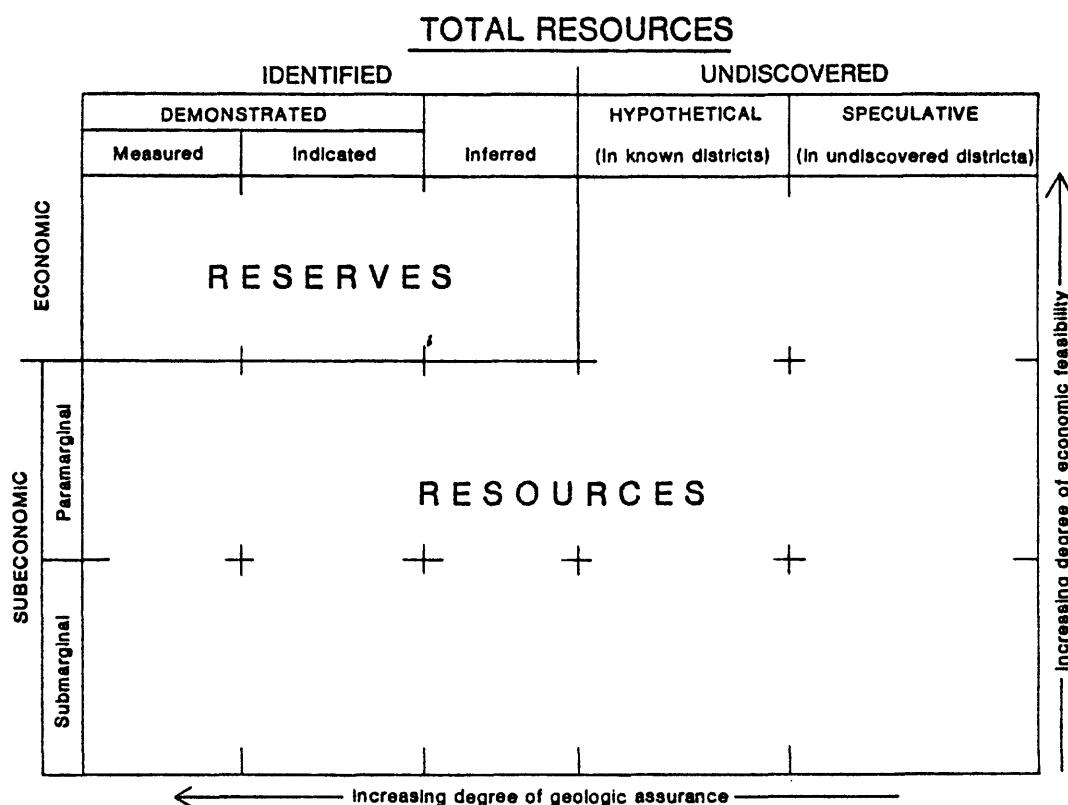 TOTAL RESOURCES
IDENTIFIED
UNDISCOVERED
DEMONSTRATED
Measured
Indicated
Inferred
HYPOTHETICAL
(In known districts)
SPECULATIVE
(In undiscovered districts)
ECONOMIC
RESERVES
SUBECONOMIC
Paramarginal
RESOURCES
Submarginal
Increasing degree of economic feasibility
Increasing degree of geologic assurance